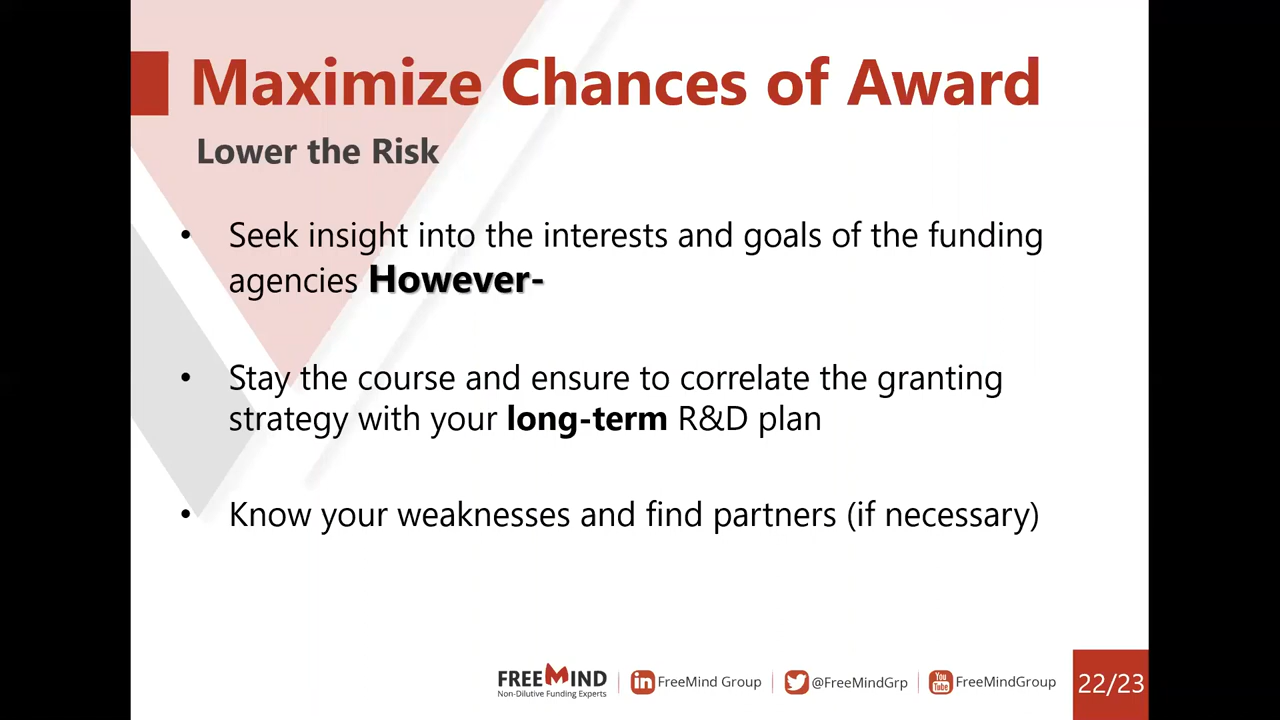 Maximize Chances of Award
Lower the Risk
• Seek insight into the interests and goals of the funding
agencies However-
• Stay the course and ensure to correlate the granting
strategy with your long-term R&D plan
• Know your weaknesses and find partners (if necessary)
FREEMIND
Non-Dilutive Funding Experts
in FreeMind Group
@FreeMindGrp
You Tube FreeMindGroup
22/23